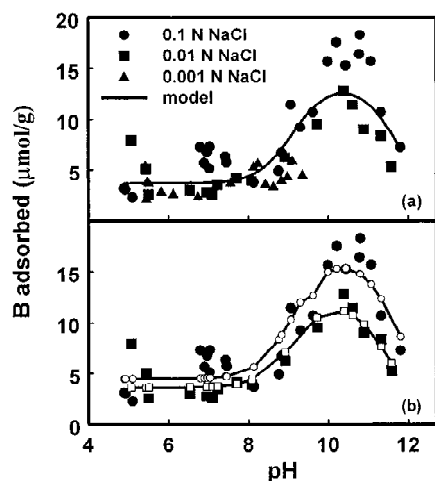 20
15
10
5
0
0.1 N NaCl
0.01 N NaCl
0.001 N NaCl
model
(a)
B adsorbed (μmol/g)
15
10
5
0
(b)
4 6 8 10 12
pH